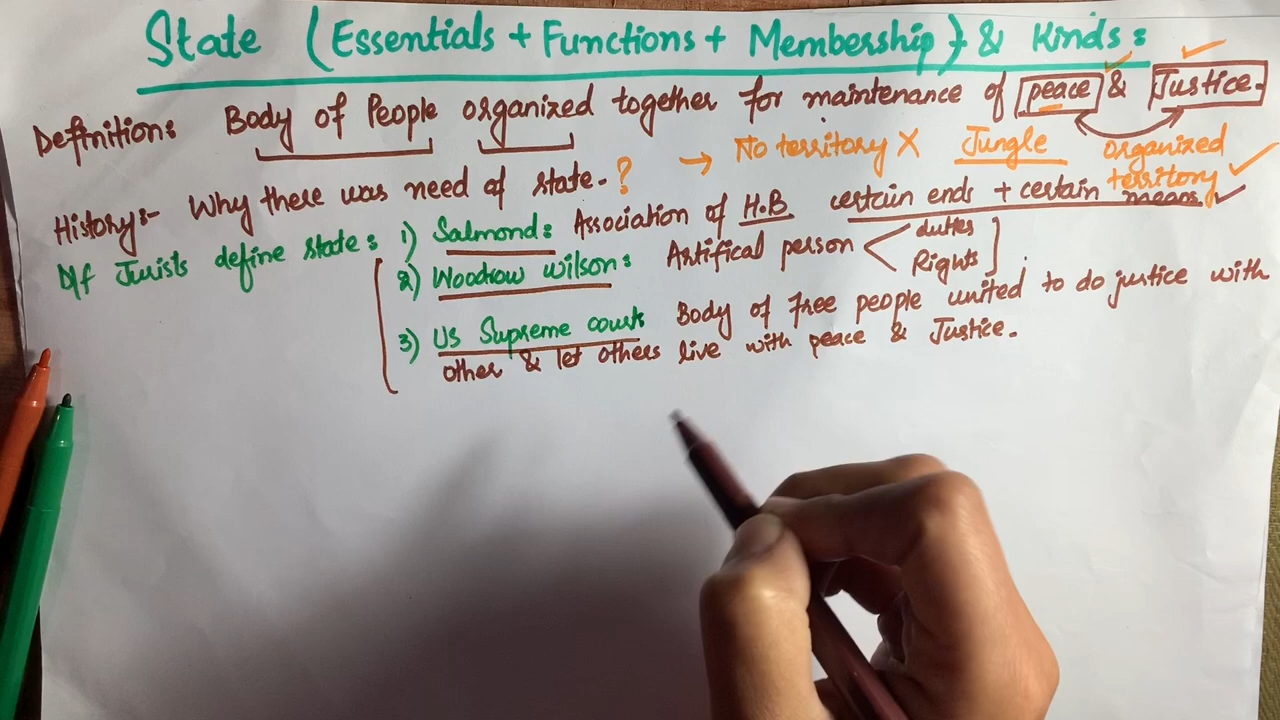 State (Essentials + Functions + Membership) & Kinds:
Definition: Body of People organized together for maintenance of peace & Justice.
→ No territory X Jungle organized territory
History:- Why there was need of state.?
Df Jurists define state:
1) Salmond: Association of H.B certain ends + certain means
2) Woodrow wilson: Artifical person < duties Rights
3) US Supreme court: Body of free people united to do justice with
other & let others live with peace & Justice.